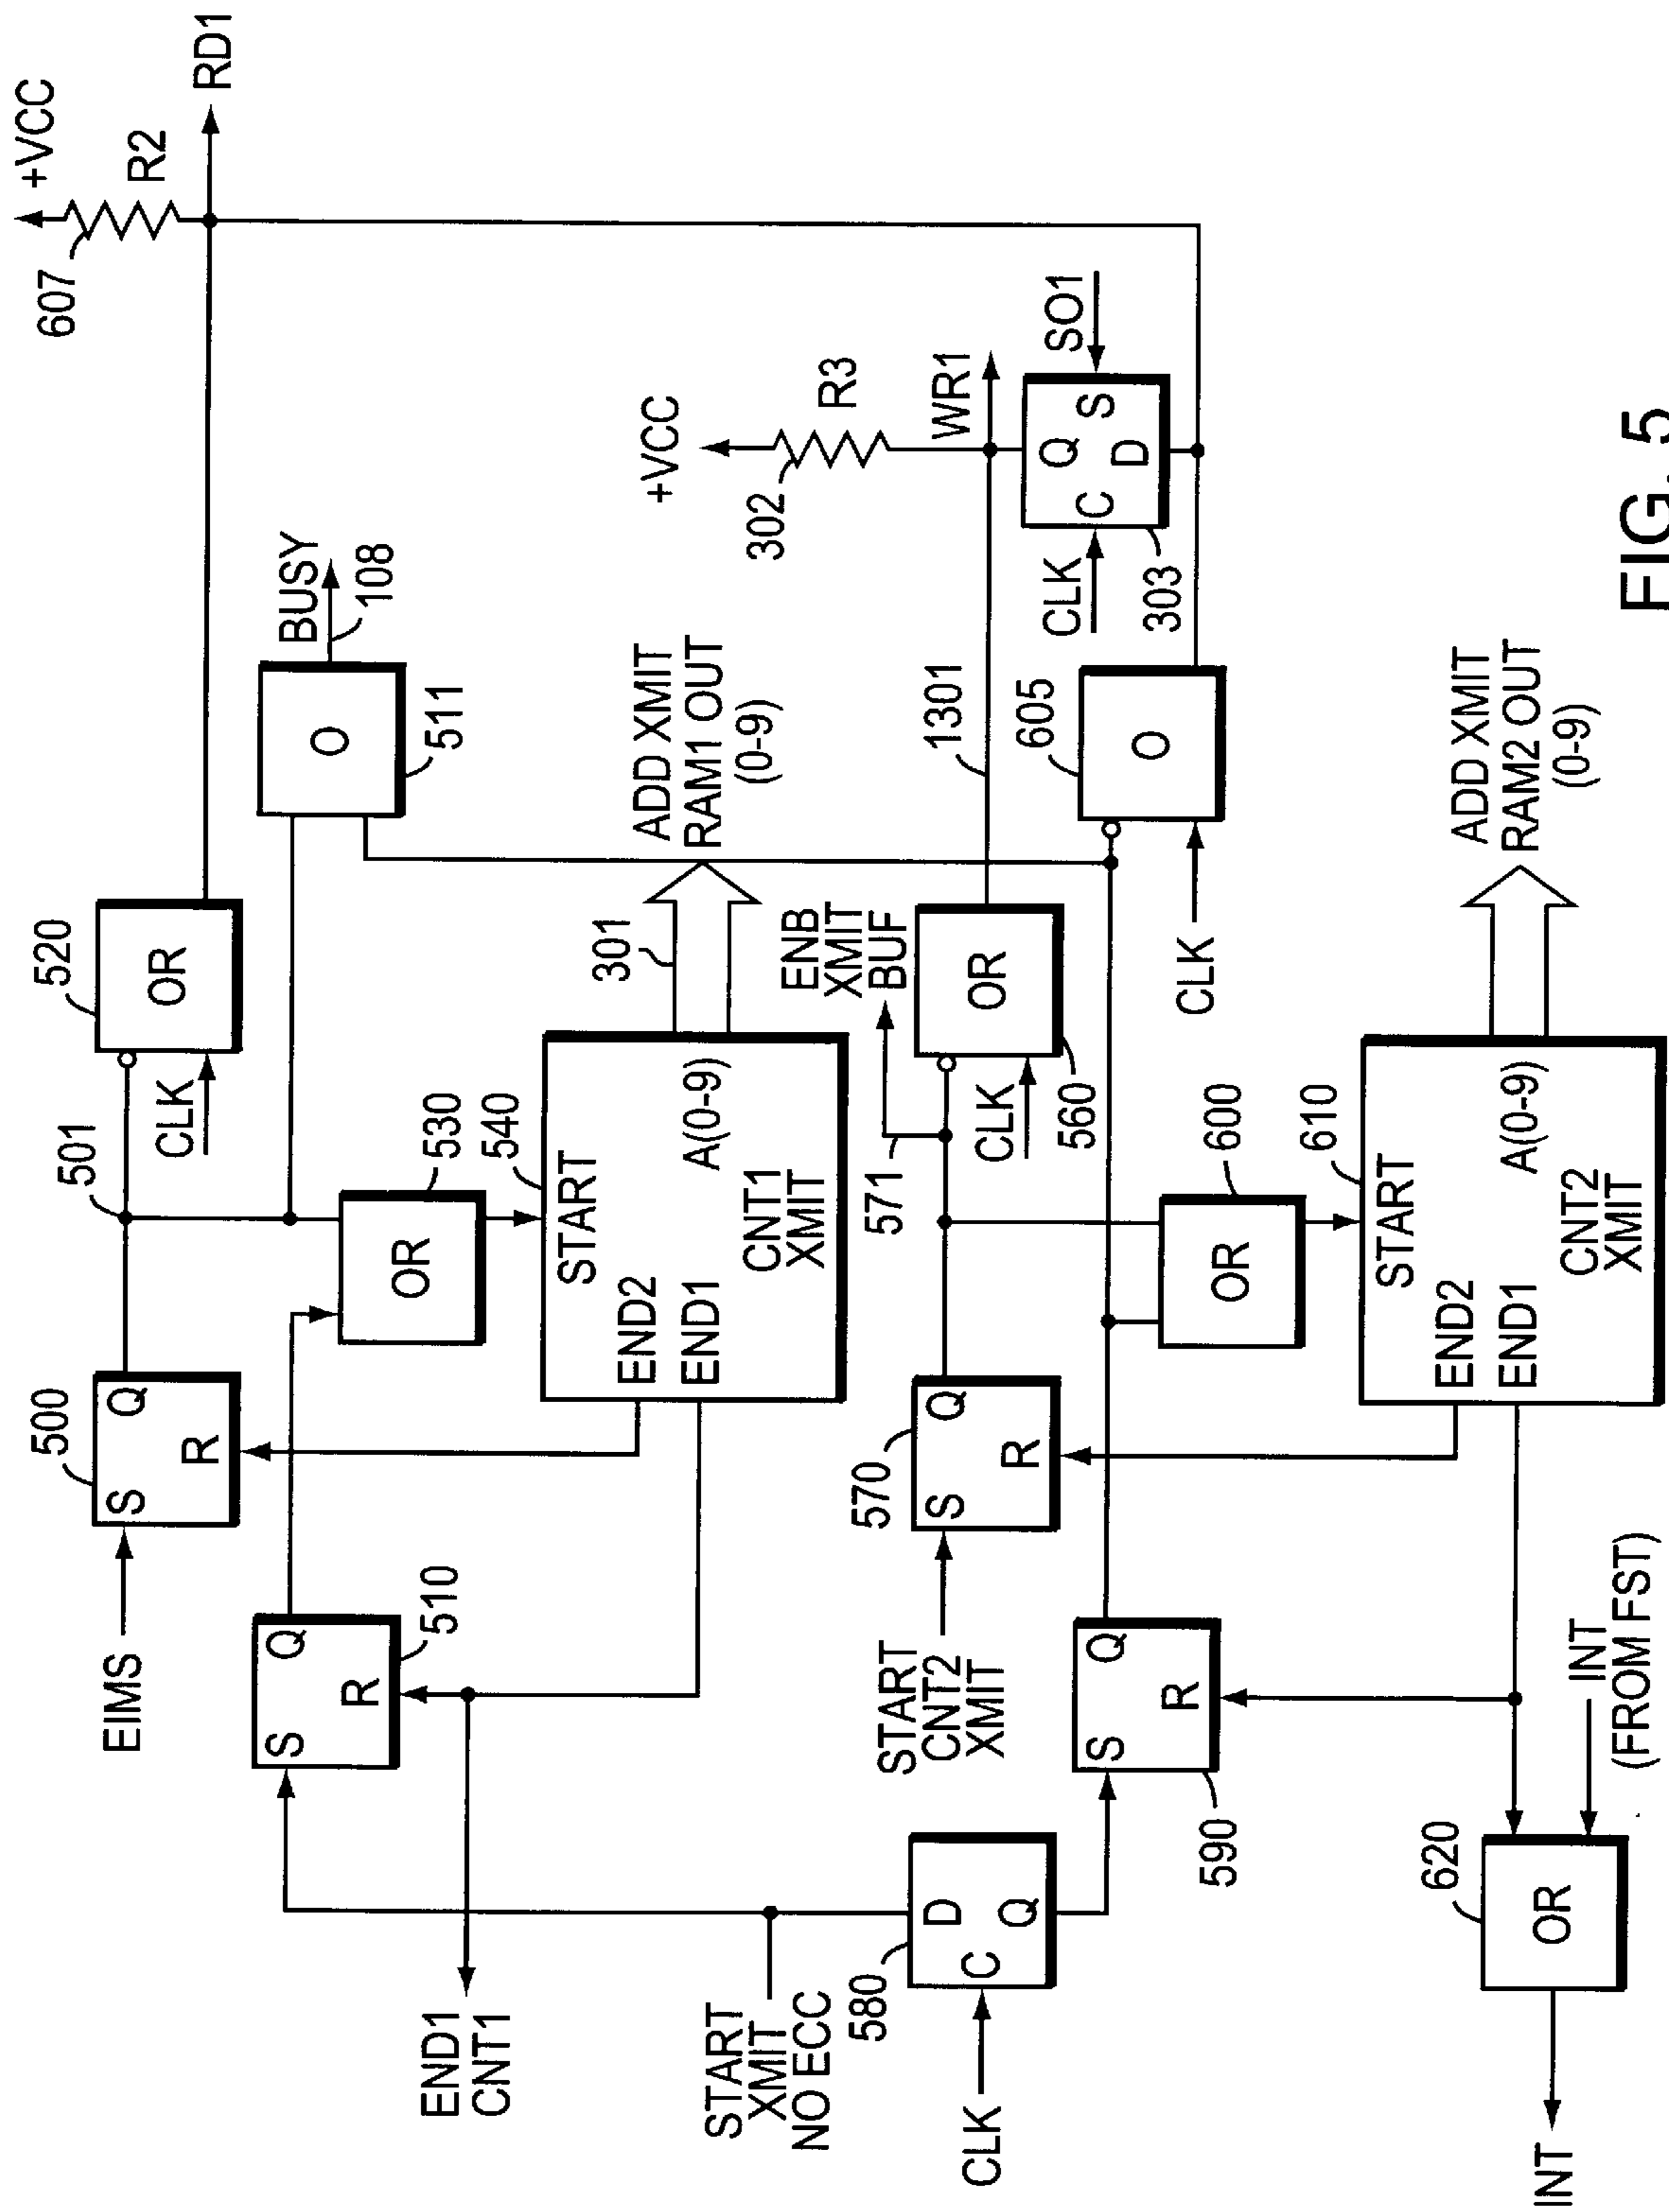 +VCC
607
R2
RD1
BUSY
108
O
511
520
OR
501
CLK
500
S
Q
R
EIMS
530
OR
540
START
END2
END1
A(0-9)
CNT1
XMIT
301
ADD XMIT
RAM1 OUT
(0-9)
510
S
Q
R
END1
CNT1
START
XMIT
NO ECC
580
D
C
Q
CLK
+VCC
302
R3
WR1
SO1
Q
S
C
D
CLK
303
1301
605
O
CLK
ENB
XMIT
BUF
571
OR
CLK
560
570
S
Q
R
START
CNT2
XMIT
590
S
Q
R
600
OR
610
START
END2
END1
A(0-9)
CNT2
XMIT
ADD XMIT
RAM2 OUT
(0-9)
620
OR
INT
(FROM FST)
INT
FIG. 5